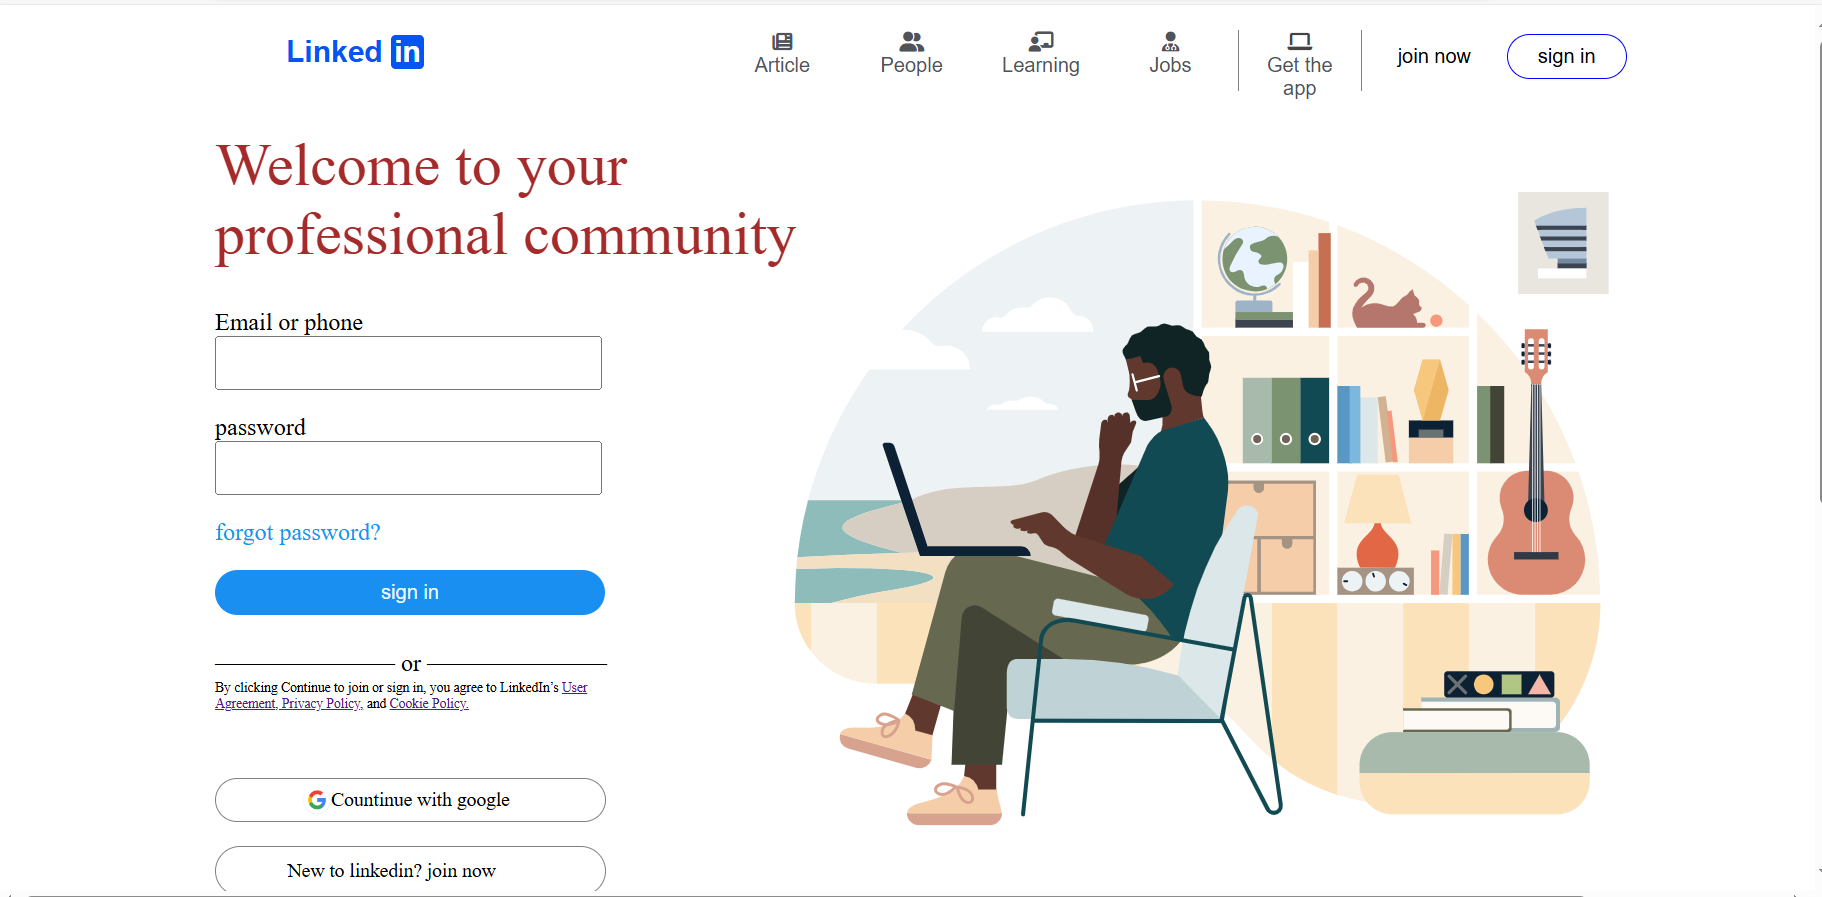 Linked in
Article
People
Learning
Jobs
Get the
app
join now
sign in
Welcome to your
professional community
Email or phone
password
forgot password?
sign in
or
By clicking Continue to join or sign in, you agree to LinkedIn’s User
Agreement, Privacy Policy, and Cookie Policy.
Countinue with google
New to linkedin? join now